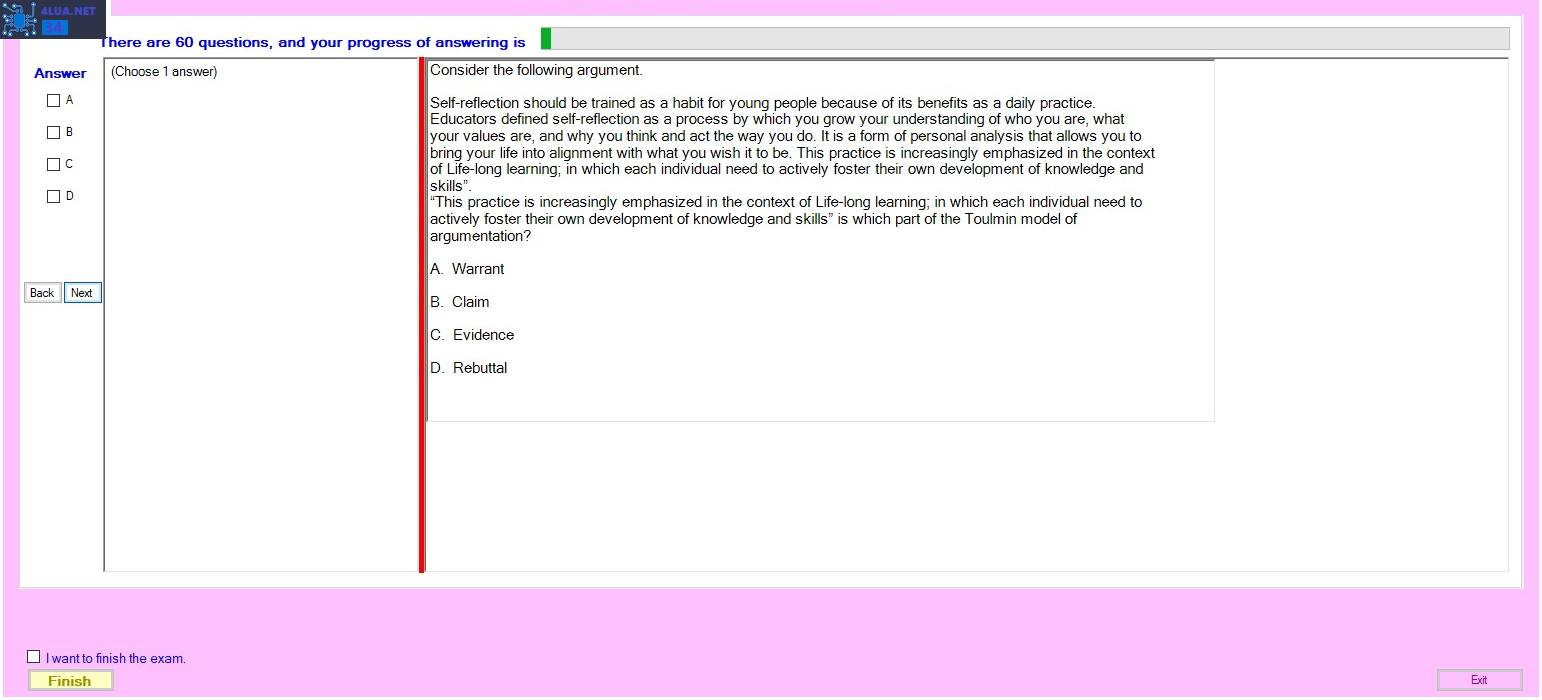 4LUA.NET
There are 60 questions, and your progress of answering is
Answer
A
B
C
D
Back Next
(Choose 1 answer)
Consider the following argument.
Self-reflection should be trained as a habit for young people because of its benefits as a daily practice.
Educators defined self-reflection as a process by which you grow your understanding of who you are, what
your values are, and why you think and act the way you do. It is a form of personal analysis that allows you to
bring your life into alignment with what you wish it to be. This practice is increasingly emphasized in the context
of Life-long learning; in which each individual need to actively foster their own development of knowledge and
skills”.
“This practice is increasingly emphasized in the context of Life-long learning; in which each individual need to
actively foster their own development of knowledge and skills” is which part of the Toulmin model of
argumentation?
A. Warrant
B. Claim
C. Evidence
D. Rebuttal
I want to finish the exam.
Finish
Exit